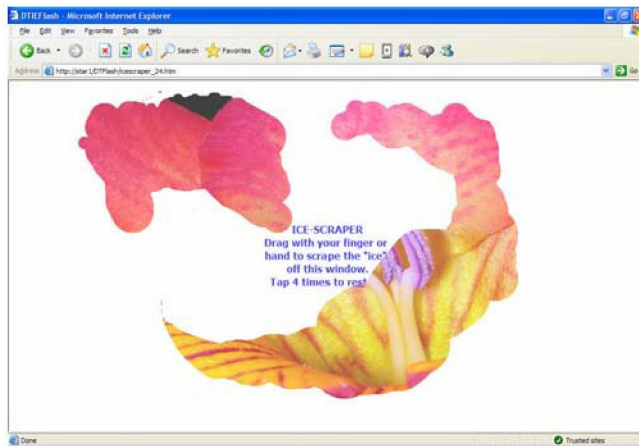 DTIEFlash - Microsoft Internet Explorer
File Edit View Favorites Tools Help
Back Search Favorites
Address http://star1/DTFlash/icescraper_24.htm Go
ICE-SCRAPER
Drag with your finger or
hand to scrape the "ice"
off this window.
Tap 4 times to rest
Done Trusted sites